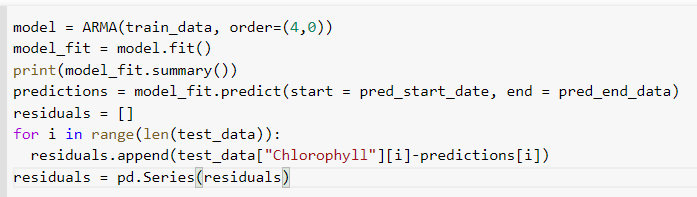 model = ARMA(train_data, order=(4,0))
model_fit = model.fit()
print(model_fit.summary())
predictions = model_fit.predict(start = pred_start_date, end = pred_end_data)
residuals = []
for i in range(len(test_data)):
  residuals.append(test_data["Chlorophyll"][i]-predictions[i])
residuals = pd.Series(residuals)